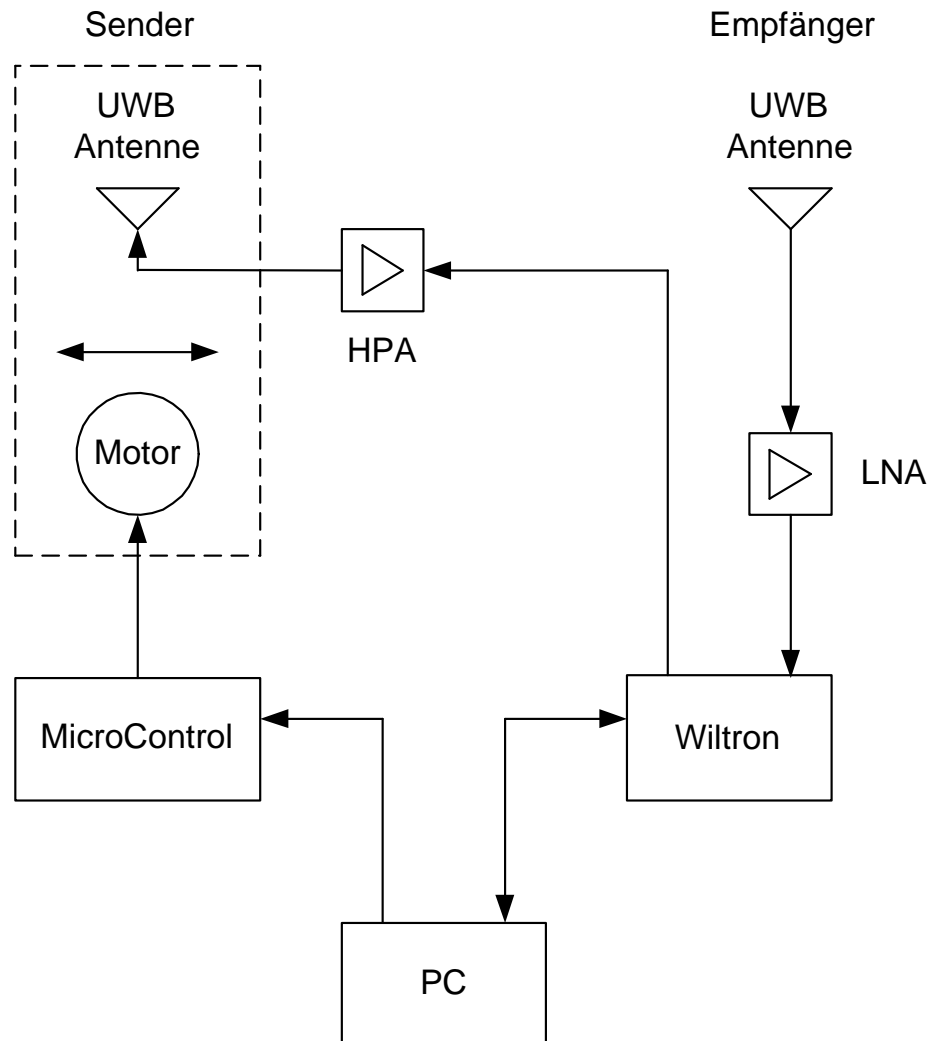 Sender
Empfänger
UWB
Antenne
UWB
Antenne
HPA
Motor
LNA
MicroControl
Wiltron
PC